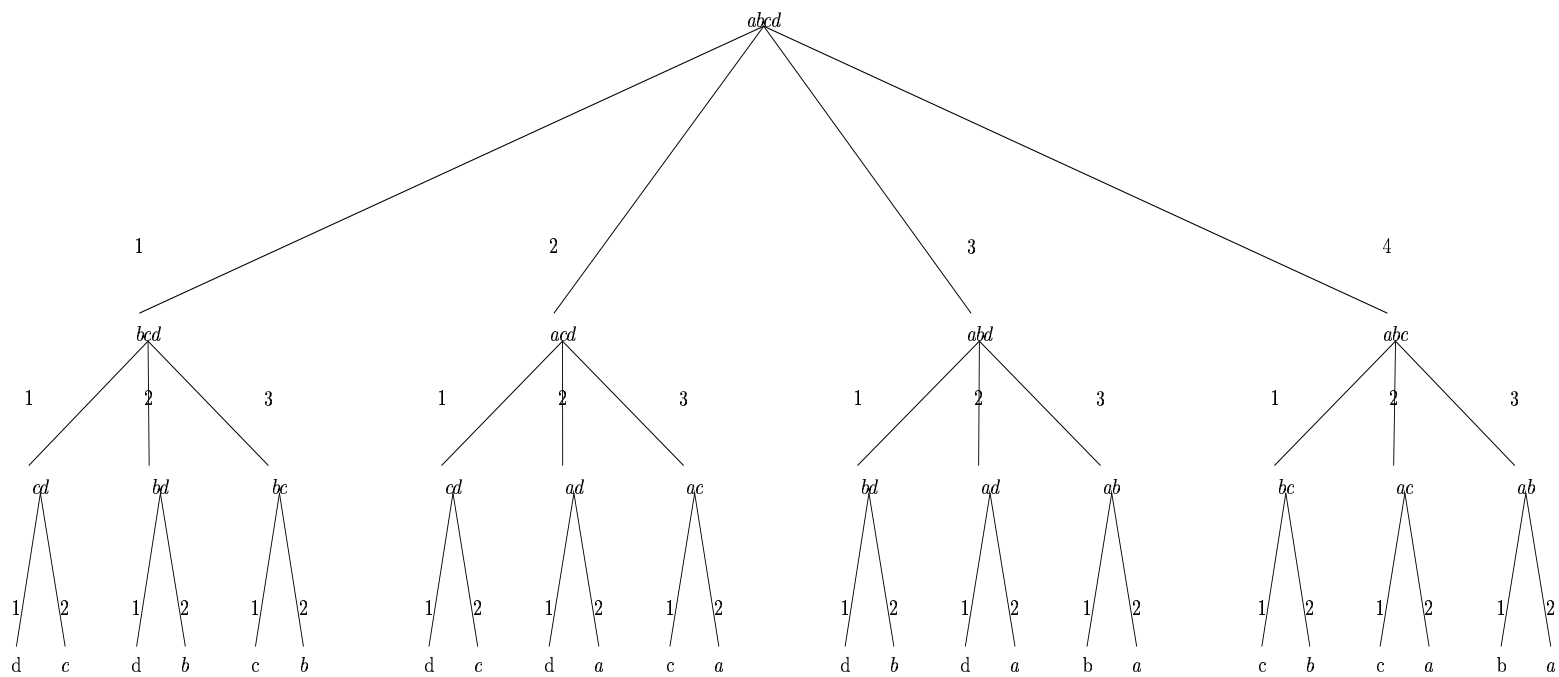 abcd
1 2 3 4
bcd acd abd abc
1 2 3 1 2 3 1 2 3 1 2 3
cd bd bc cd ad ac bd ad ab bc ac ab
1 2 1 2 1 2 1 2 1 2 1 2 1 2 1 2 1 2 1 2 1 2 1 2
d c d b c b d c d a c a d b d a b a c b c a b a